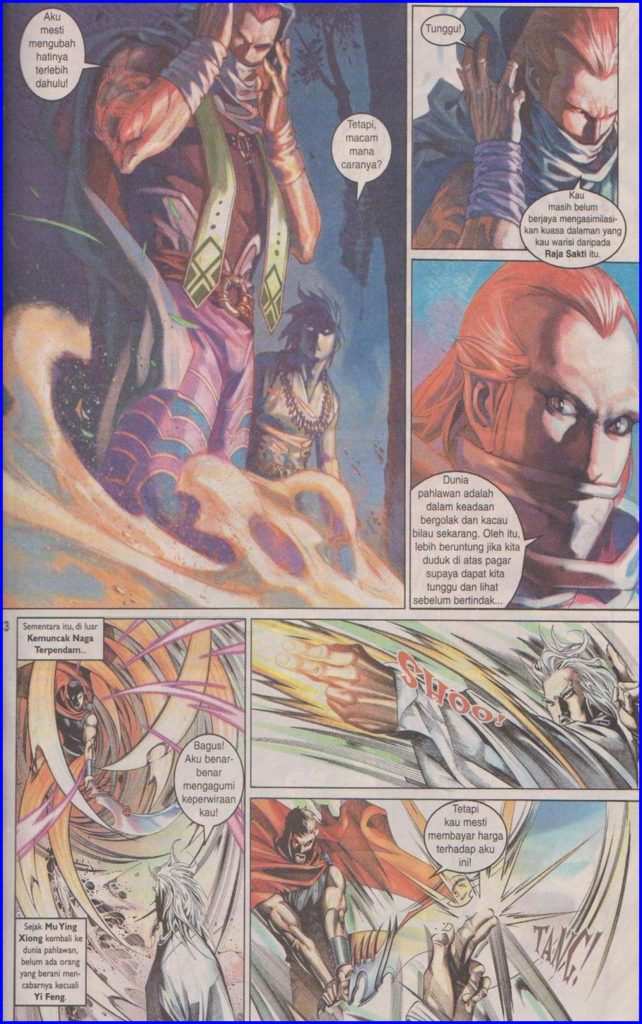 Aku
mesti
mengubah
hatinya
terlebih
dahulu!
Tetapi,
macam
mana
caranya?
Tunggu!
Kau
masih belum
berjaya mengasimilasi-
kan kuasa dalaman yang
kau warisi daripada
Raja Sakti itu.
Dunia
pahlawan adalah
dalam keadaan
bergolak dan kacau
bilau sekarang. Oleh itu,
lebih beruntung jika kita
duduk di atas pagar
supaya dapat kita
tunggu dan lihat
sebelum bertindak...
3
Sementara itu, di luar
Kemuncak Naga
Terpendam...
Bagus!
Aku benar-
benar
mengagumi
keperwiraan
kau!
Sejak Mu Ying
Xiong kembali ke
dunia pahlawan,
belum ada orang
yang berani men-
cabarnya kecuali
Yi Feng.
SHOO!
Tetapi
kau mesti
membayar harga
terhadap aku
ini!
TANG!